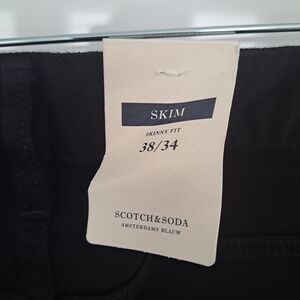 SKIM
SKINNY FIT
38/34
SCOTCH&SODA
AMSTERDAMS BLAUW